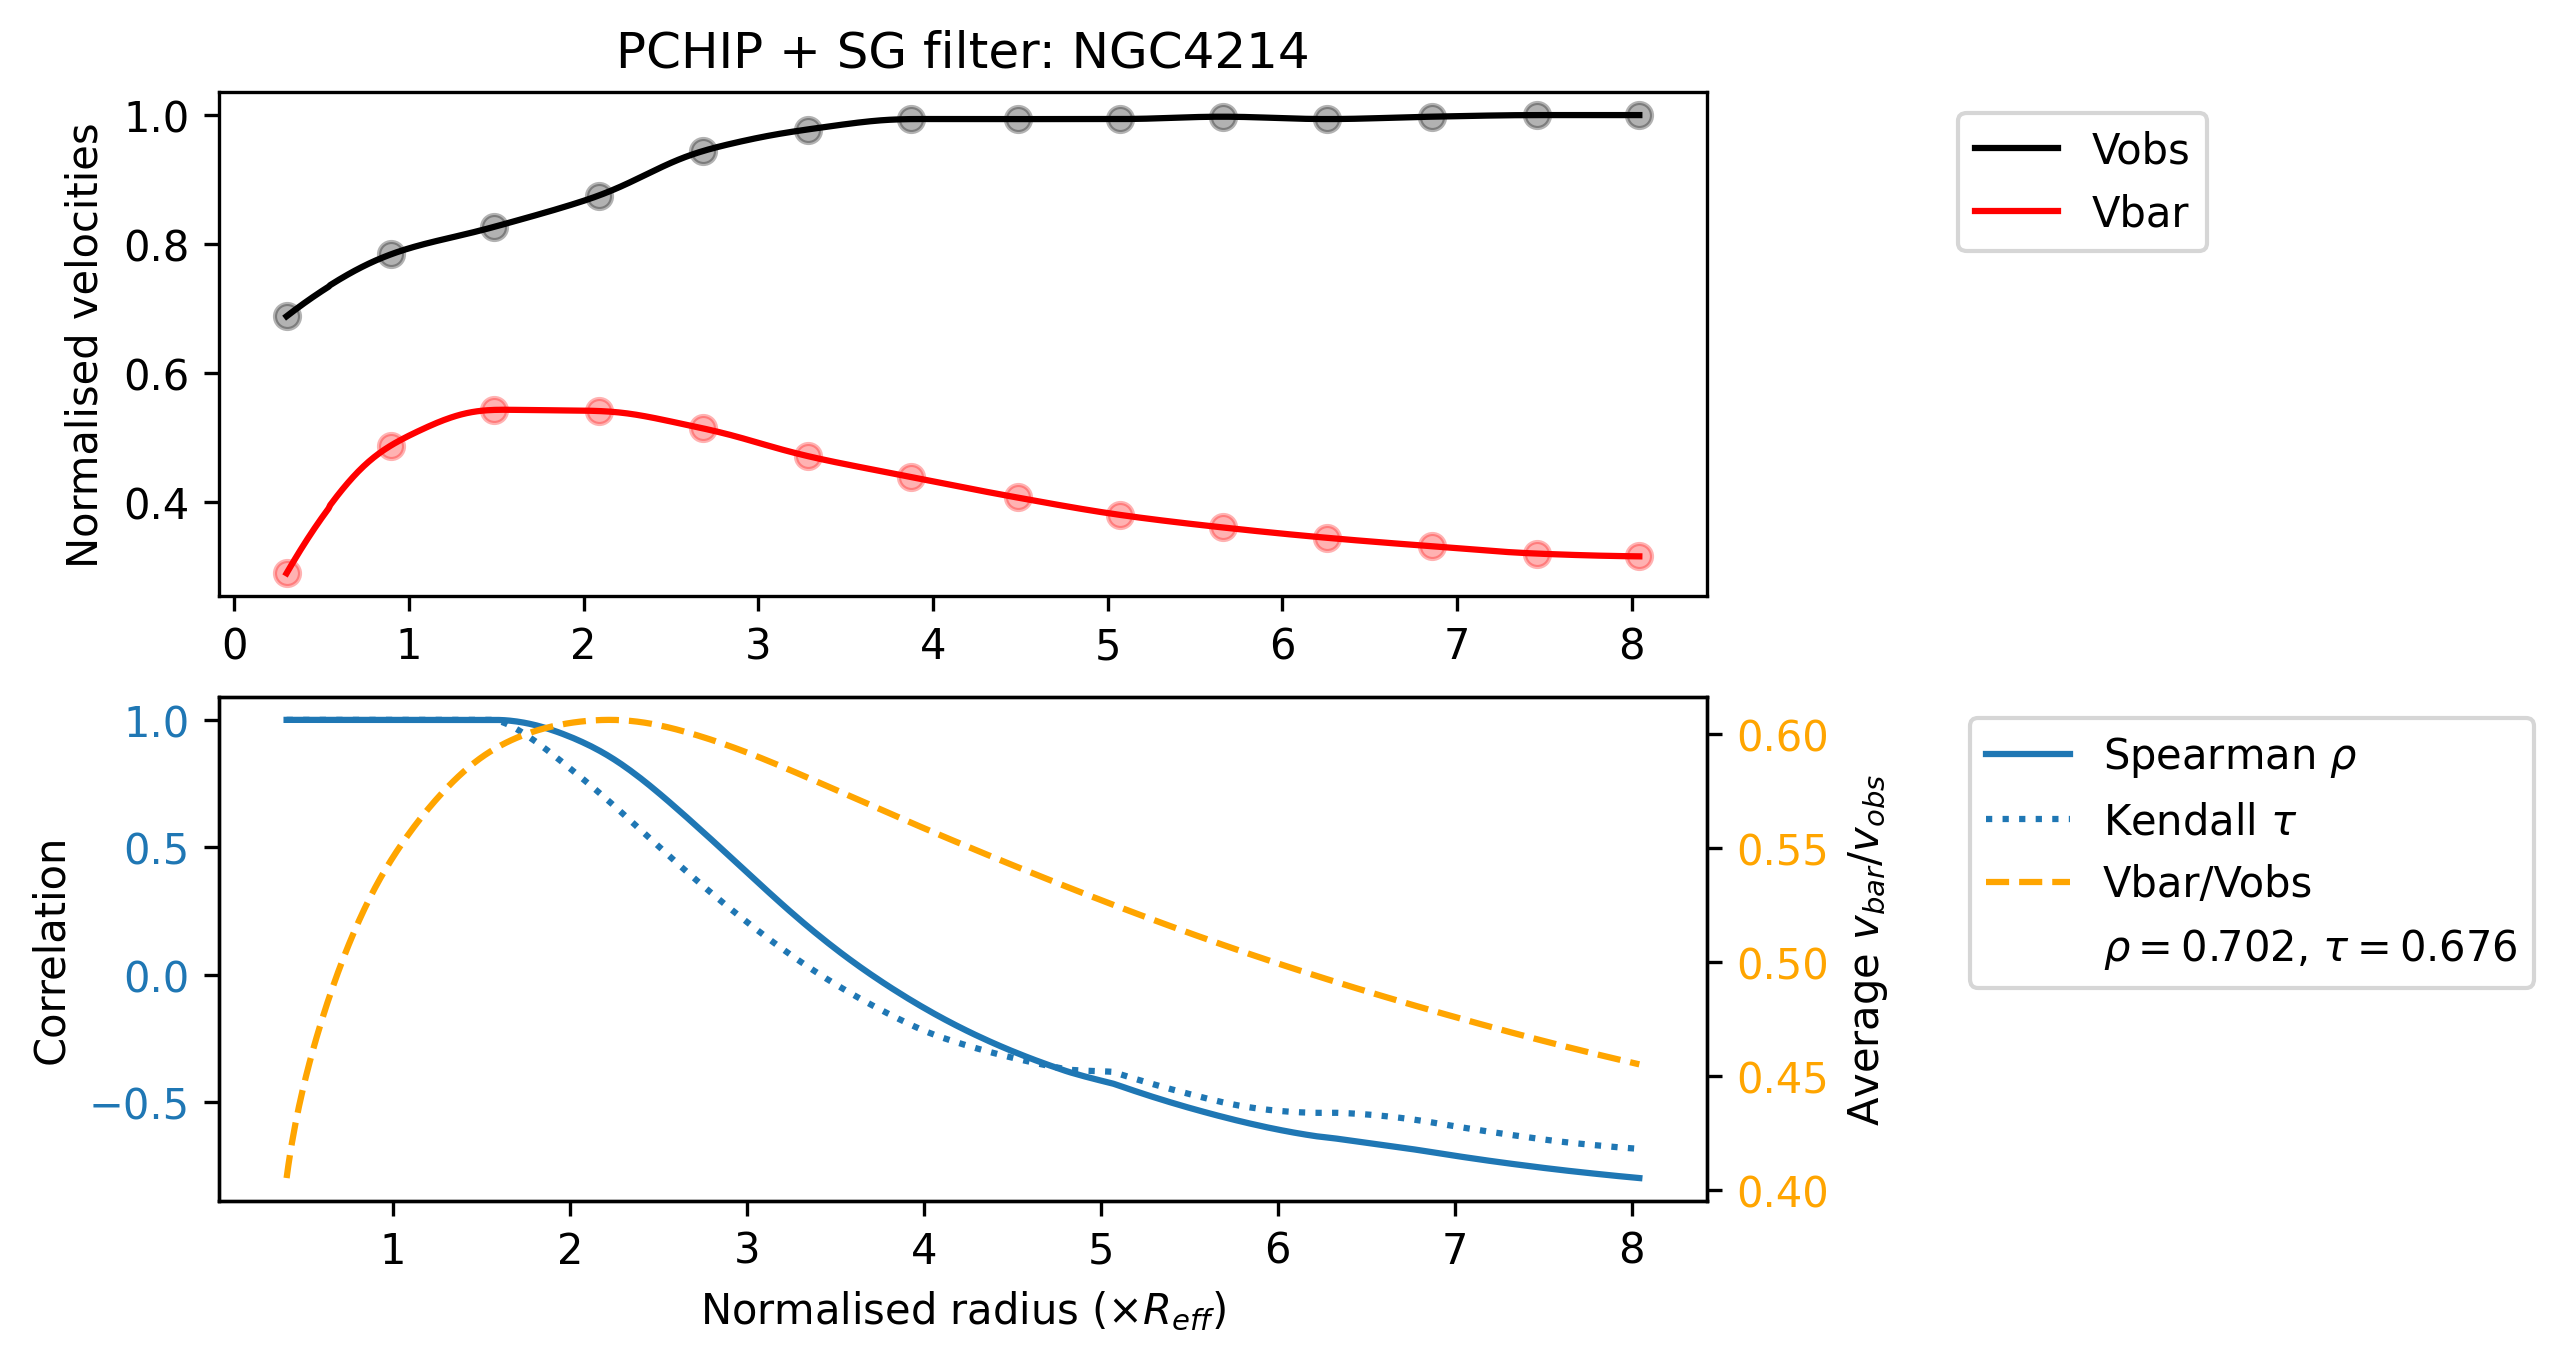 PCHIP + SG filter: NGC4214
Normalised velocities
1.0
0.8
0.6
0.4
0 1 2 3 4 5 6 7 8
Vobs
Vbar
Correlation
1.0
0.5
0.0
−0.5
1 2 3 4 5 6 7 8
Normalised radius (×R_eff)
0.60
0.55
0.50
0.45
0.40
Average v_bar/v_obs
Spearman ρ
Kendall τ
Vbar/Vobs
ρ = 0.702, τ = 0.676